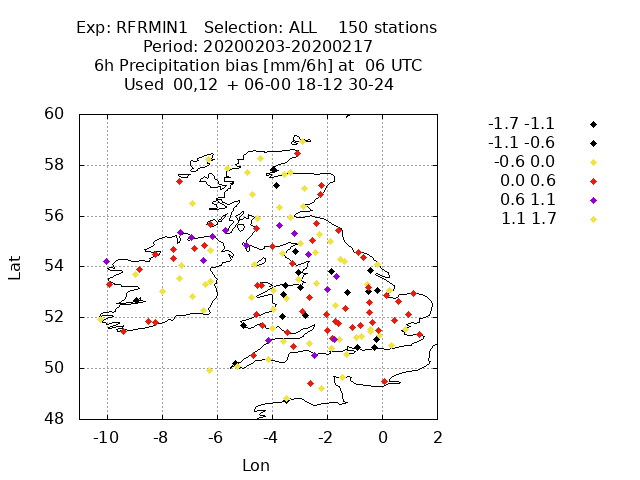 Exp: RFRMIN1 Selection: ALL 150 stations
Period: 20200203-20200217
6h Precipitation bias [mm/6h] at 06 UTC
Used 00,12 + 06-00 18-12 30-24
-1.7 -1.1
-1.1 -0.6
-0.6 0.0
0.0 0.6
0.6 1.1
1.1 1.7
60
58
56
54
52
50
48
Lat
-10 -8 -6 -4 -2 0 2
Lon